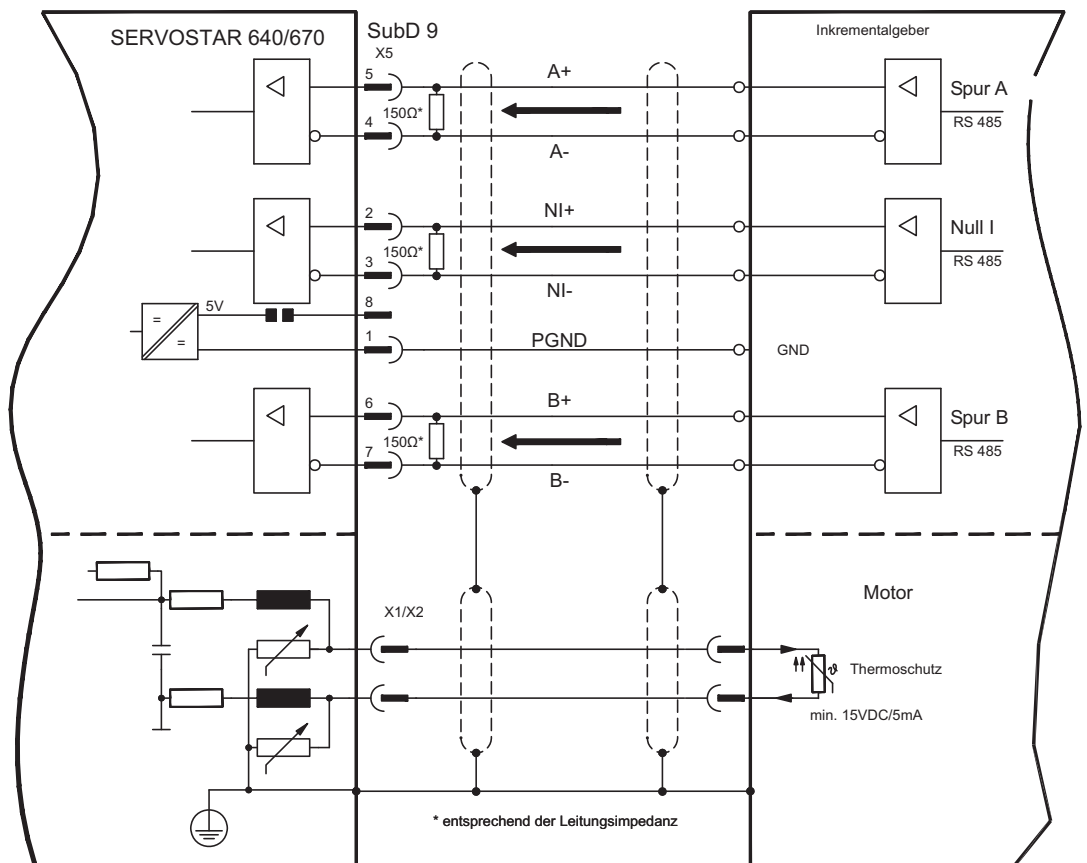 SERVOSTAR 640/670
SubD 9
X5
Inkrementalgeber
5
A+
Spur A
150Ω*
RS 485
4
A-
2
NI+
Null I
150Ω*
RS 485
3
NI-
5V
8
=
=
1
PGND
GND
6
B+
Spur B
150Ω*
RS 485
7
B-
Motor
X1/X2
ϑ
Thermoschutz
min. 15VDC/5mA
* entsprechend der Leitungsimpedanz